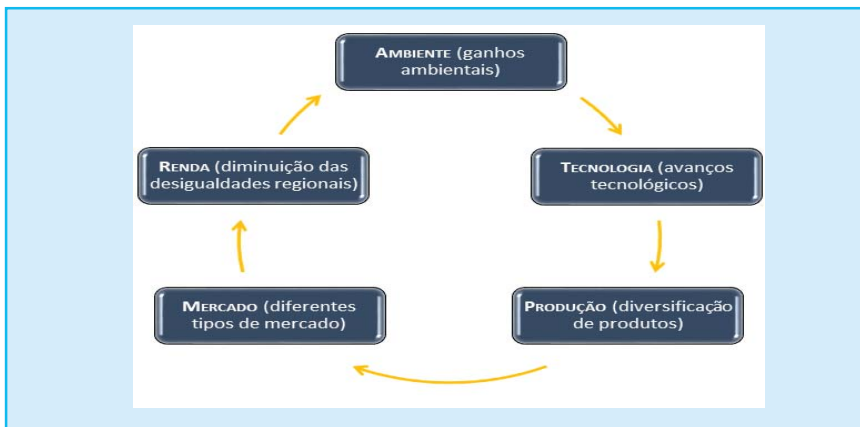 AMBIENTE (ganhos
ambientais)
TECNOLOGIA (avanços
tecnológicos)
PRODUÇÃO (diversificação
de produtos)
MERCADO (diferentes
tipos de mercado)
RENDA (diminuição das
desigualdades regionais)